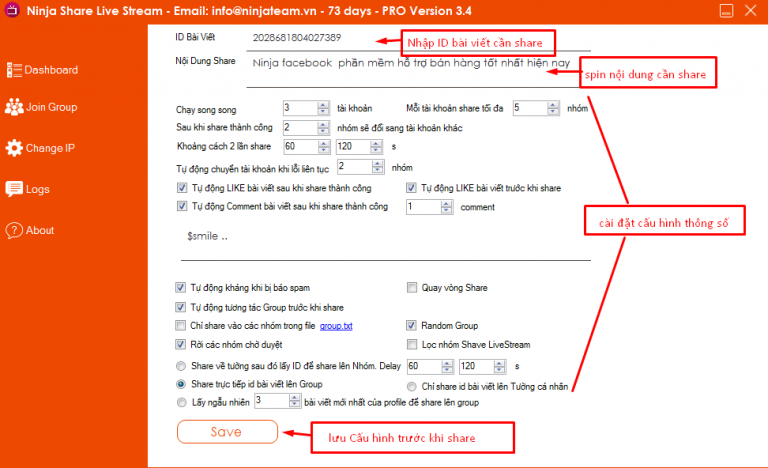 Ninja Share Live Stream - Email: info@ninjateam.vn - 73 days - PRO Version 3.4
Dashboard
Join Group
Change IP
Logs
About
ID Bài Viết 2028681804027389
Nhập ID bài viết cần share
Nội Dung Share Ninja facebook phần mềm hỗ trợ bán hàng tốt nhất hiện nay
spin nội dung cần share
Chạy song song 3 tài khoản Mỗi tài khoản share tối đa 5 nhóm
Sau khi share thành công 2 nhóm sẽ đổi sang tài khoản khác
Khoảng cách 2 lần share 60 120 s
Tự động chuyển tài khoản khi lỗi liên tục 2 nhóm
Tự động LIKE bài viết sau khi share thành công Tự động LIKE bài viết trước khi share
Tự động Comment bài viết sau khi share thành công 1 comment
cài đặt cấu hình thông số
$smile ..
Tự động kháng khi bị báo spam Quay vòng Share
Tự động tương tác Group trước khi share
Chỉ share vào các nhóm trong file group.txt Random Group
Rời các nhóm chờ duyệt Lọc nhóm Shave LiveStream
Share về tường sau đó lấy ID để share lên Nhóm. Delay 60 120 s
Share trực tiếp id bài viết lên Group Chỉ share id bài viết lên Tường cá nhân
Lấy ngẫu nhiên 3 bài viết mới nhất của profile để share lên group
Save
lưu Cấu hình trước khi share